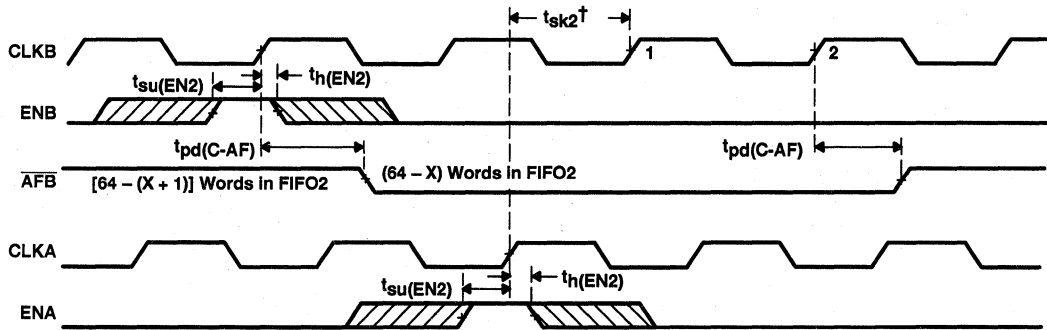 tsk2†
CLKB
1
2
tsu(EN2)
th(EN2)
ENB
tpd(C-AF)
tpd(C-AF)
AFB
[64 – (X + 1)] Words in FIFO2
(64 – X) Words in FIFO2
CLKA
tsu(EN2)
th(EN2)
ENA